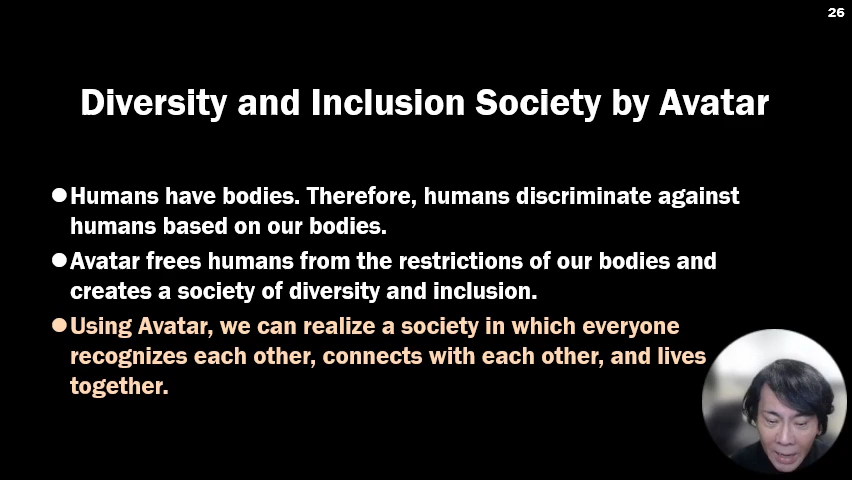 26
Diversity and Inclusion Society by Avatar
●Humans have bodies. Therefore, humans discriminate against
humans based on our bodies.
●Avatar frees humans from the restrictions of our bodies and
creates a society of diversity and inclusion.
●Using Avatar, we can realize a society in which everyone
recognizes each other, connects with each other, and lives
together.